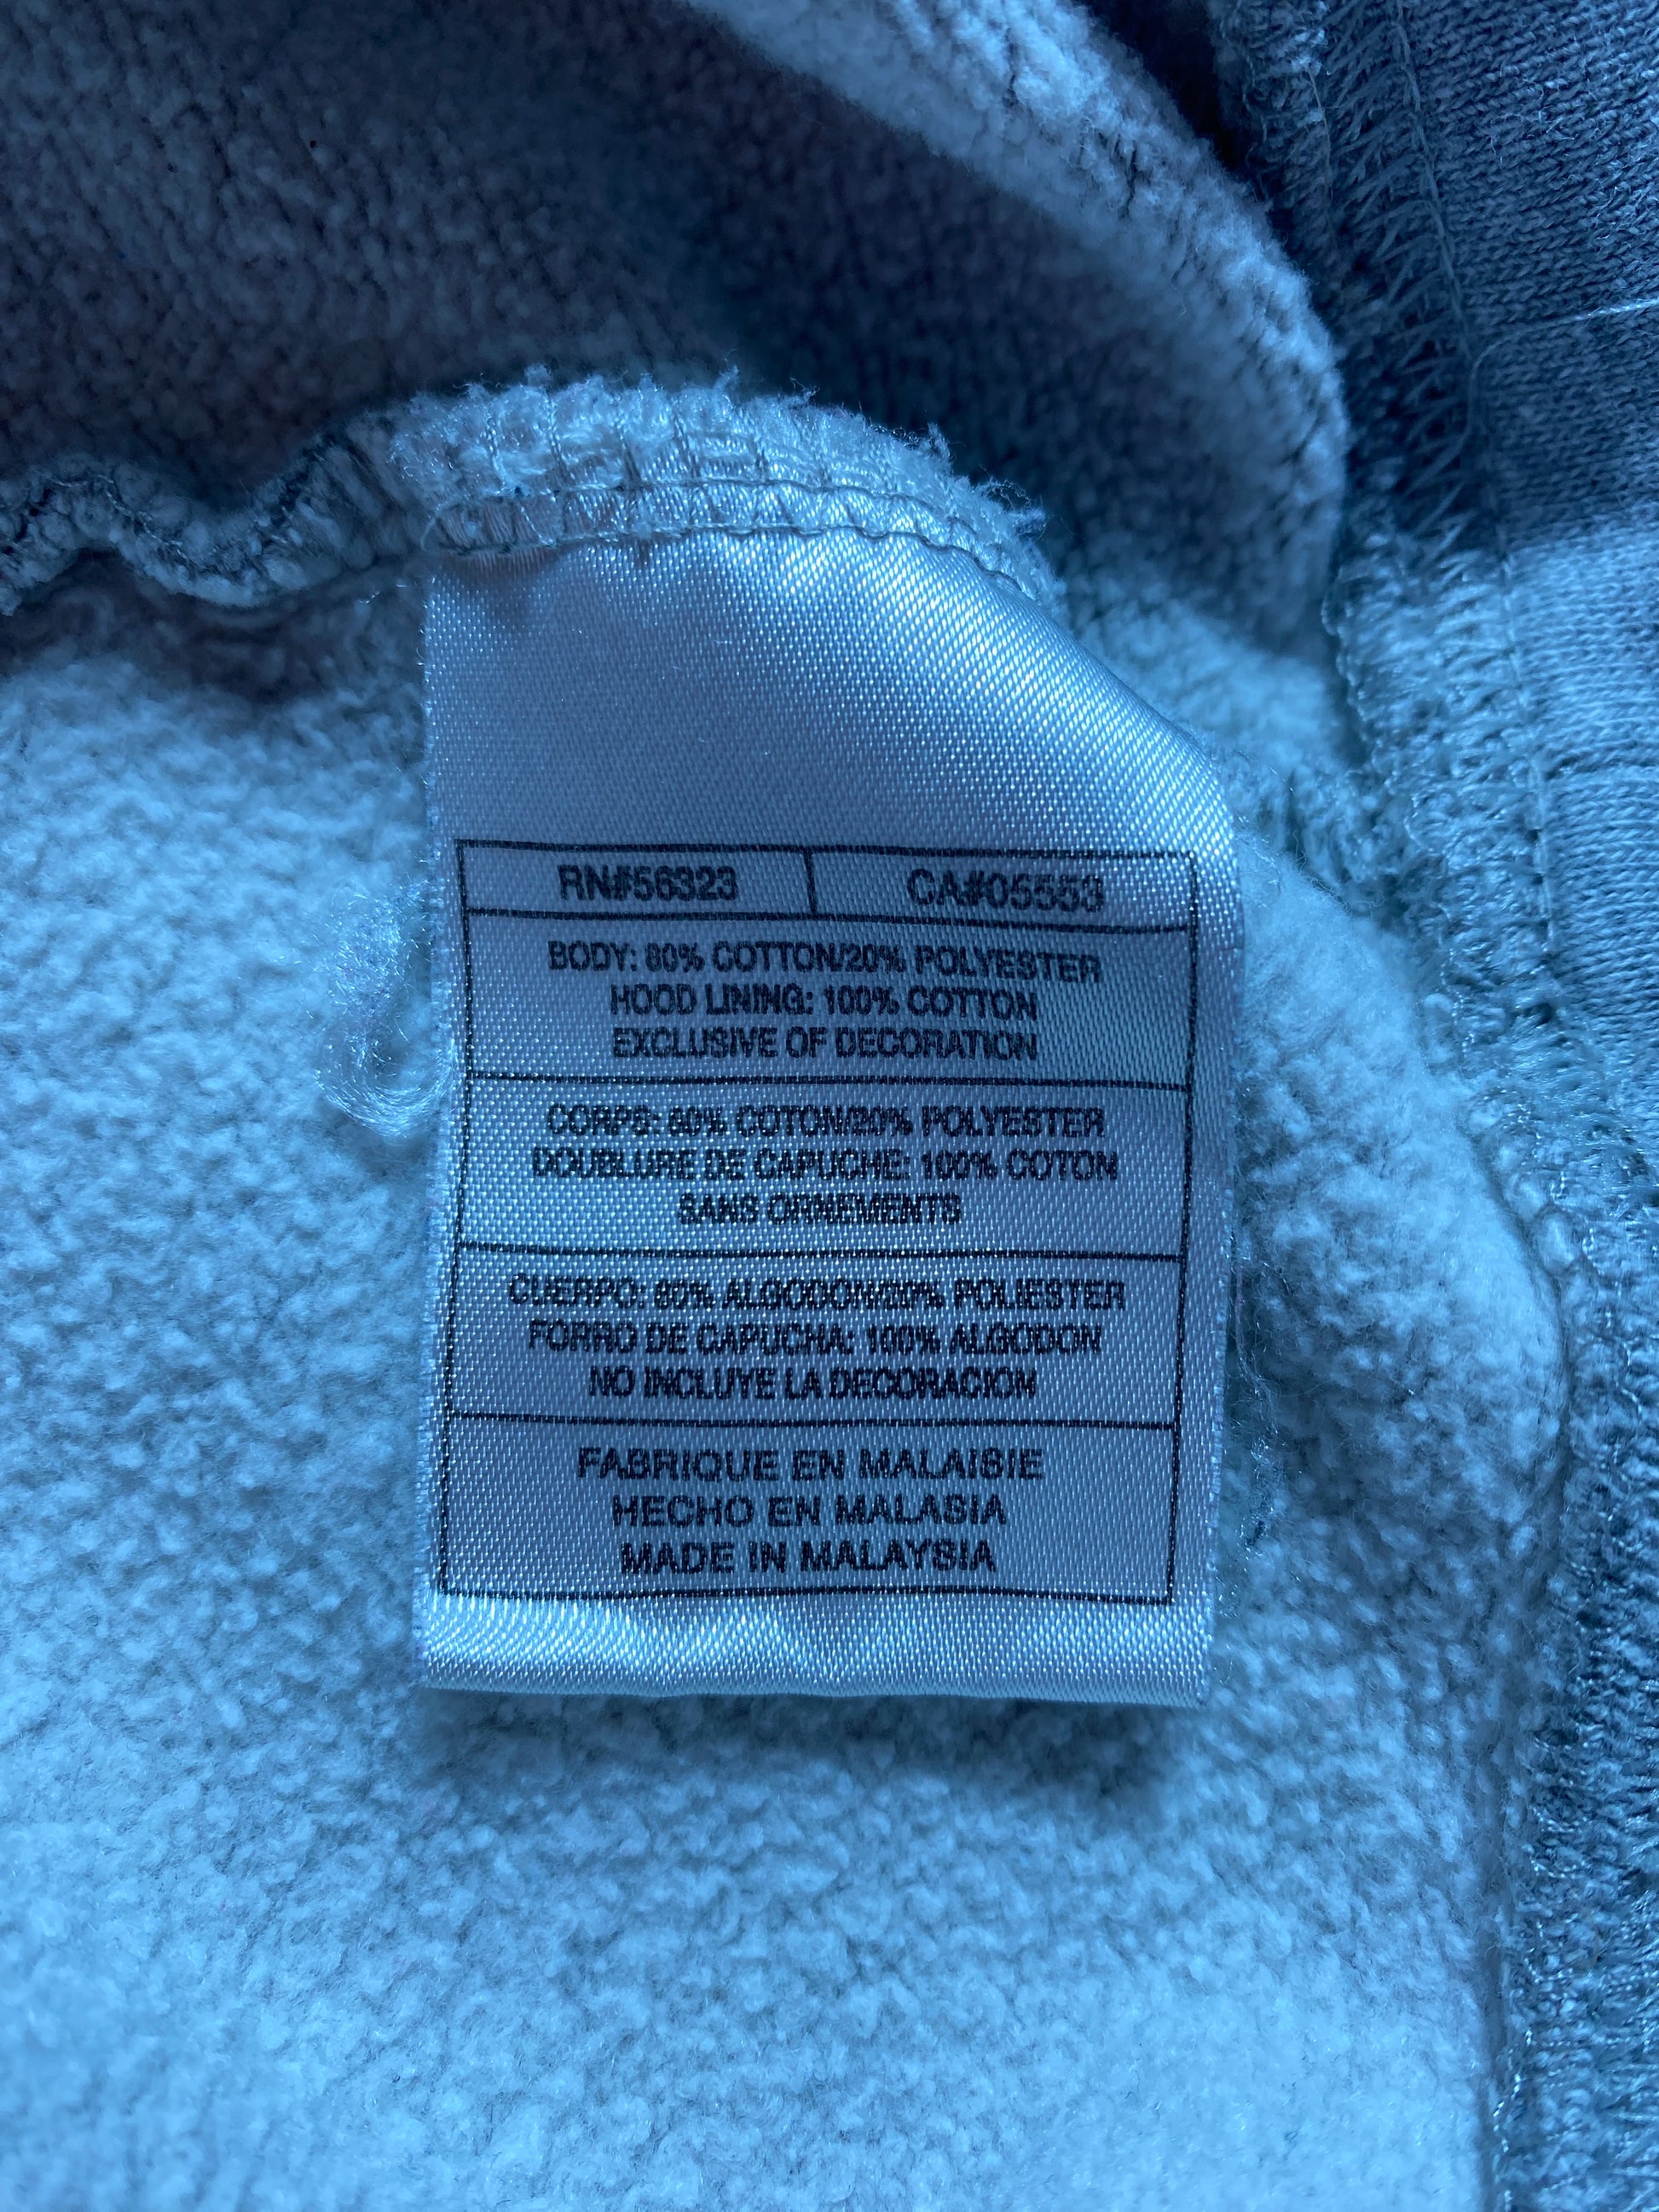 RN#56323 CA#05553
BODY: 80% COTTON/20% POLYESTER
HOOD LINING: 100% COTTON
EXCLUSIVE OF DECORATION
CORPS: 80% COTON/20% POLYESTER
DOUBLURE DE CAPUCHE: 100% COTON
SANS ORNEMENTS
CUERPO: 80% ALGODON/20% POLIESTER
FORRO DE CAPUCHA: 100% ALGODON
NO INCLUYE LA DECORACION
FABRIQUE EN MALAISIE
HECHO EN MALASIA
MADE IN MALAYSIA